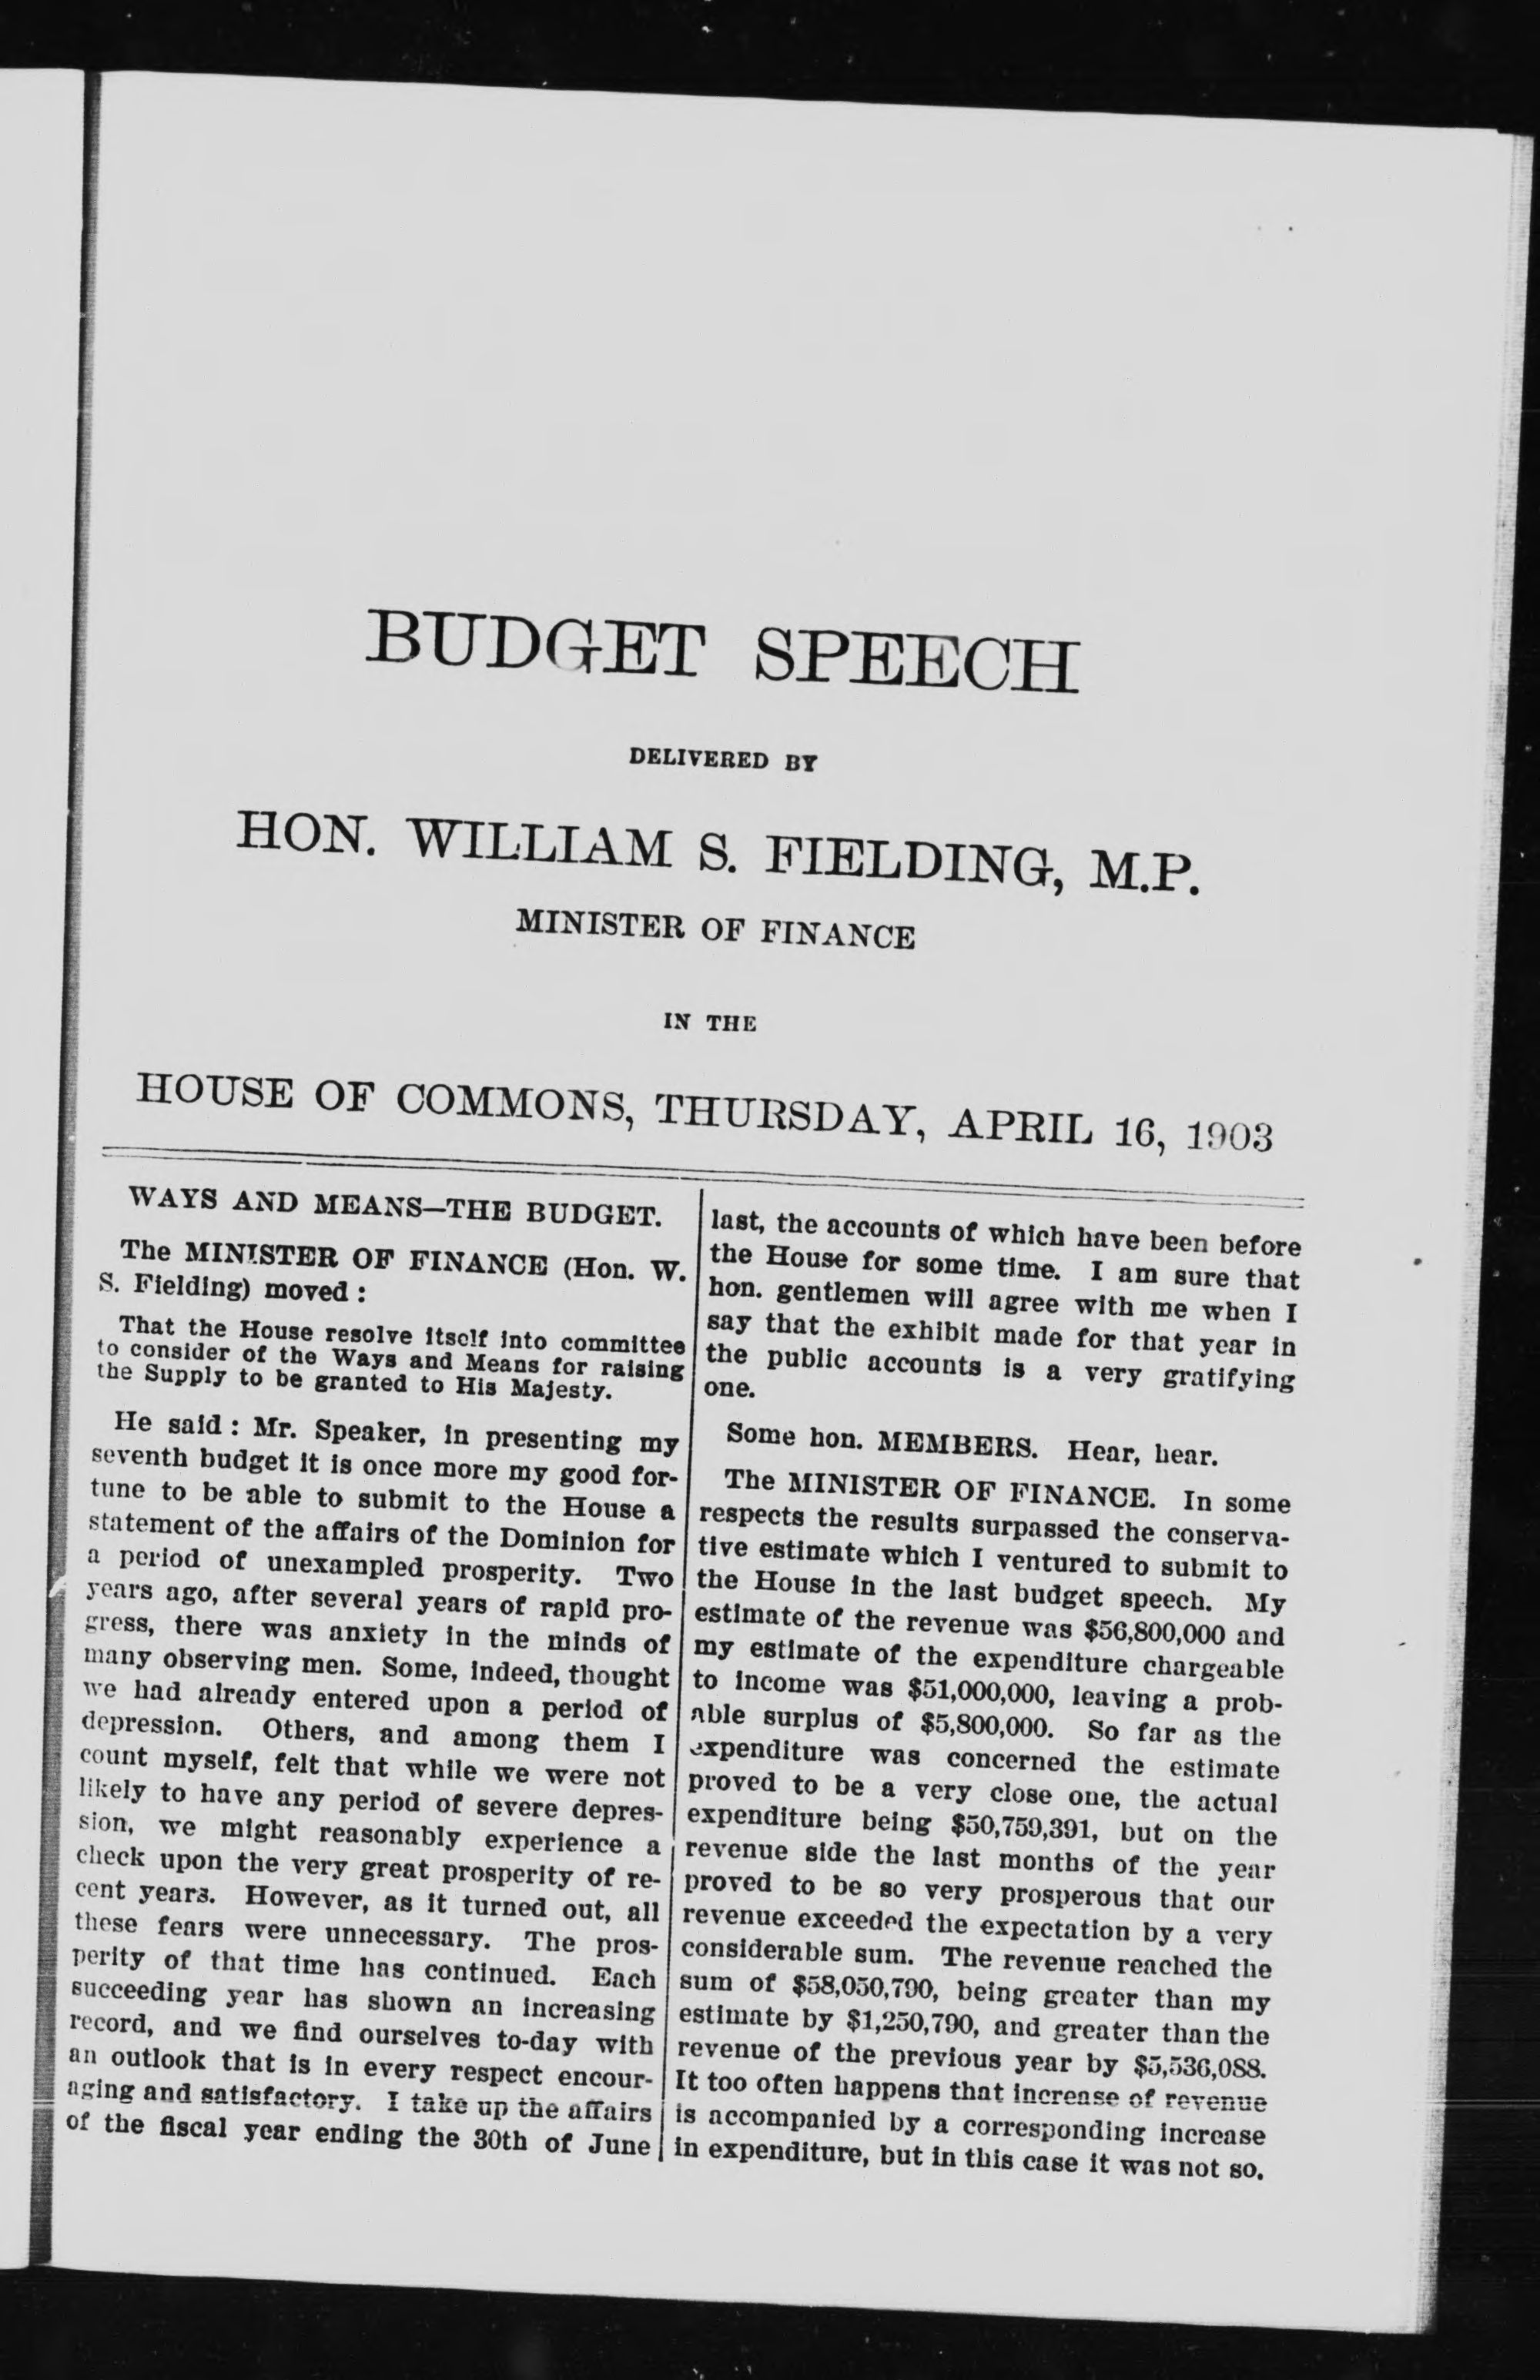 BUDGET SPEECH
DELIVERED BY
HON. WILLIAM S. FIELDING, M.P.
MINISTER OF FINANCE
IN THE
HOUSE OF COMMONS, THURSDAY, APRIL 16, 1903
WAYS AND MEANS—THE BUDGET.
The MINISTER OF FINANCE (Hon. W.
S. Fielding) moved :
That the House resolve itself into committee
to consider of the Ways and Means for raising
the Supply to be granted to His Majesty.
He said : Mr. Speaker, in presenting my
seventh budget it is once more my good for-
tune to be able to submit to the House a
statement of the affairs of the Dominion for
a period of unexampled prosperity. Two
years ago, after several years of rapid pro-
gress, there was anxiety in the minds of
many observing men. Some, indeed, thought
we had already entered upon a period of
depression. Others, and among them I
count myself, felt that while we were not
likely to have any period of severe depres-
sion, we might reasonably experience a
check upon the very great prosperity of re-
cent years. However, as it turned out, all
these fears were unnecessary. The pros-
perity of that time has continued. Each
succeeding year has shown an increasing
record, and we find ourselves to-day with
an outlook that is in every respect encour-
aging and satisfactory. I take up the affairs
of the fiscal year ending the 30th of June
last, the accounts of which have been before
the House for some time. I am sure that
hon. gentlemen will agree with me when I
say that the exhibit made for that year in
the public accounts is a very gratifying
one.
Some hon. MEMBERS. Hear, hear.
The MINISTER OF FINANCE. In some
respects the results surpassed the conserva-
tive estimate which I ventured to submit to
the House in the last budget speech. My
estimate of the revenue was $56,800,000 and
my estimate of the expenditure chargeable
to income was $51,000,000, leaving a prob-
able surplus of $5,800,000. So far as the
expenditure was concerned the estimate
proved to be a very close one, the actual
expenditure being $50,759,391, but on the
revenue side the last months of the year
proved to be so very prosperous that our
revenue exceeded the expectation by a very
considerable sum. The revenue reached the
sum of $58,050,790, being greater than my
estimate by $1,250,790, and greater than the
revenue of the previous year by $5,536,088.
It too often happens that increase of revenue
is accompanied by a corresponding increase
in expenditure, but in this case it was not so.